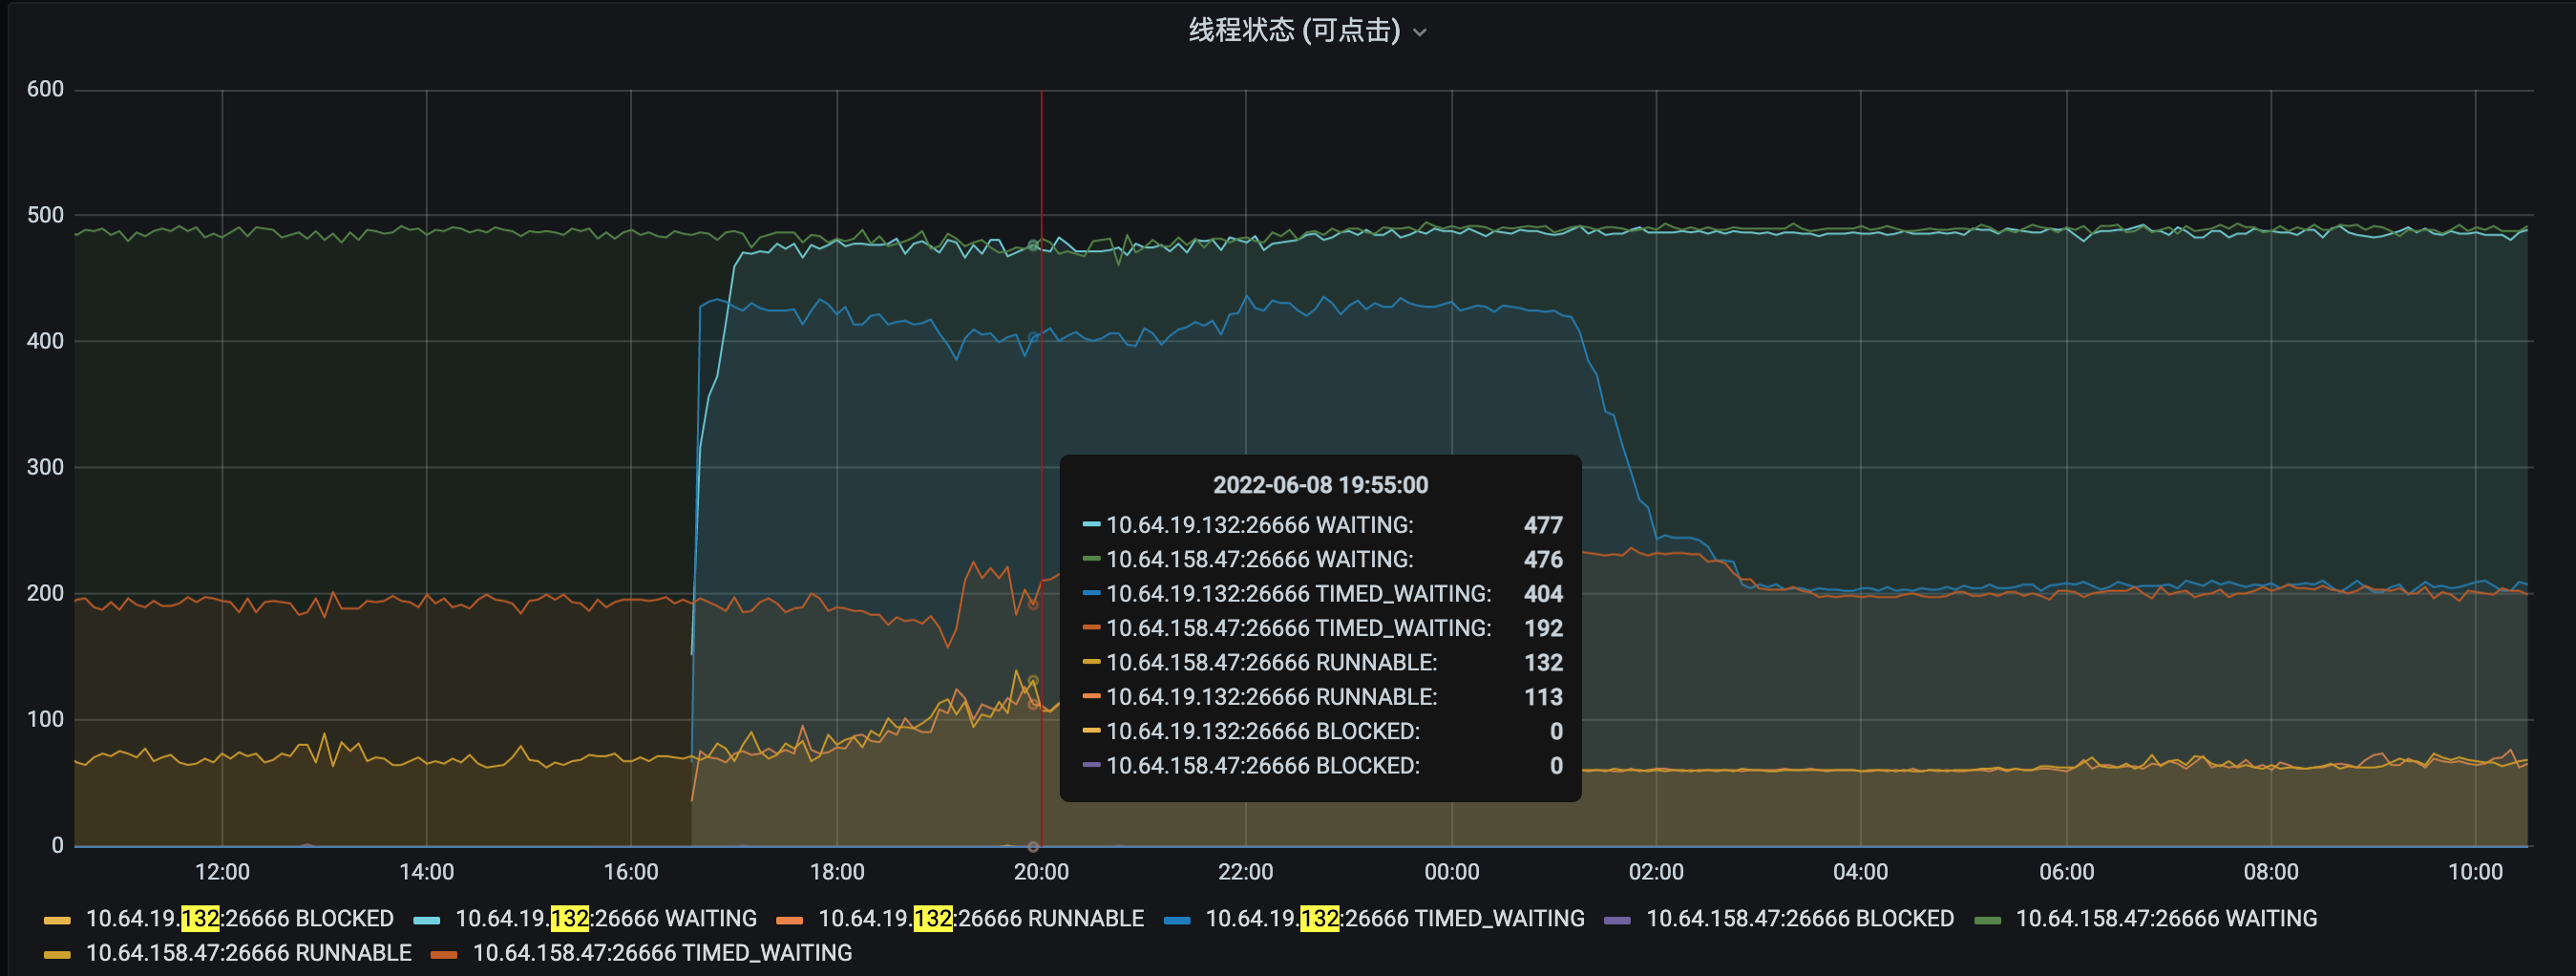 线程状态 (可点击)
600
500
400
300
200
100
0
2022-06-08 19:55:00
10.64.19.132:26666 WAITING: 477
10.64.158.47:26666 WAITING: 476
10.64.19.132:26666 TIMED_WAITING: 404
10.64.158.47:26666 TIMED_WAITING: 192
10.64.158.47:26666 RUNNABLE: 132
10.64.19.132:26666 RUNNABLE: 113
10.64.19.132:26666 BLOCKED: 0
10.64.158.47:26666 BLOCKED: 0
12:00 14:00 16:00 18:00 20:00 22:00 00:00 02:00 04:00 06:00 08:00 10:00
10.64.19.132:26666 BLOCKED 10.64.19.132:26666 WAITING 10.64.19.132:26666 RUNNABLE 10.64.19.132:26666 TIMED_WAITING 10.64.158.47:26666 BLOCKED 10.64.158.47:26666 WAITING
10.64.158.47:26666 RUNNABLE 10.64.158.47:26666 TIMED_WAITING